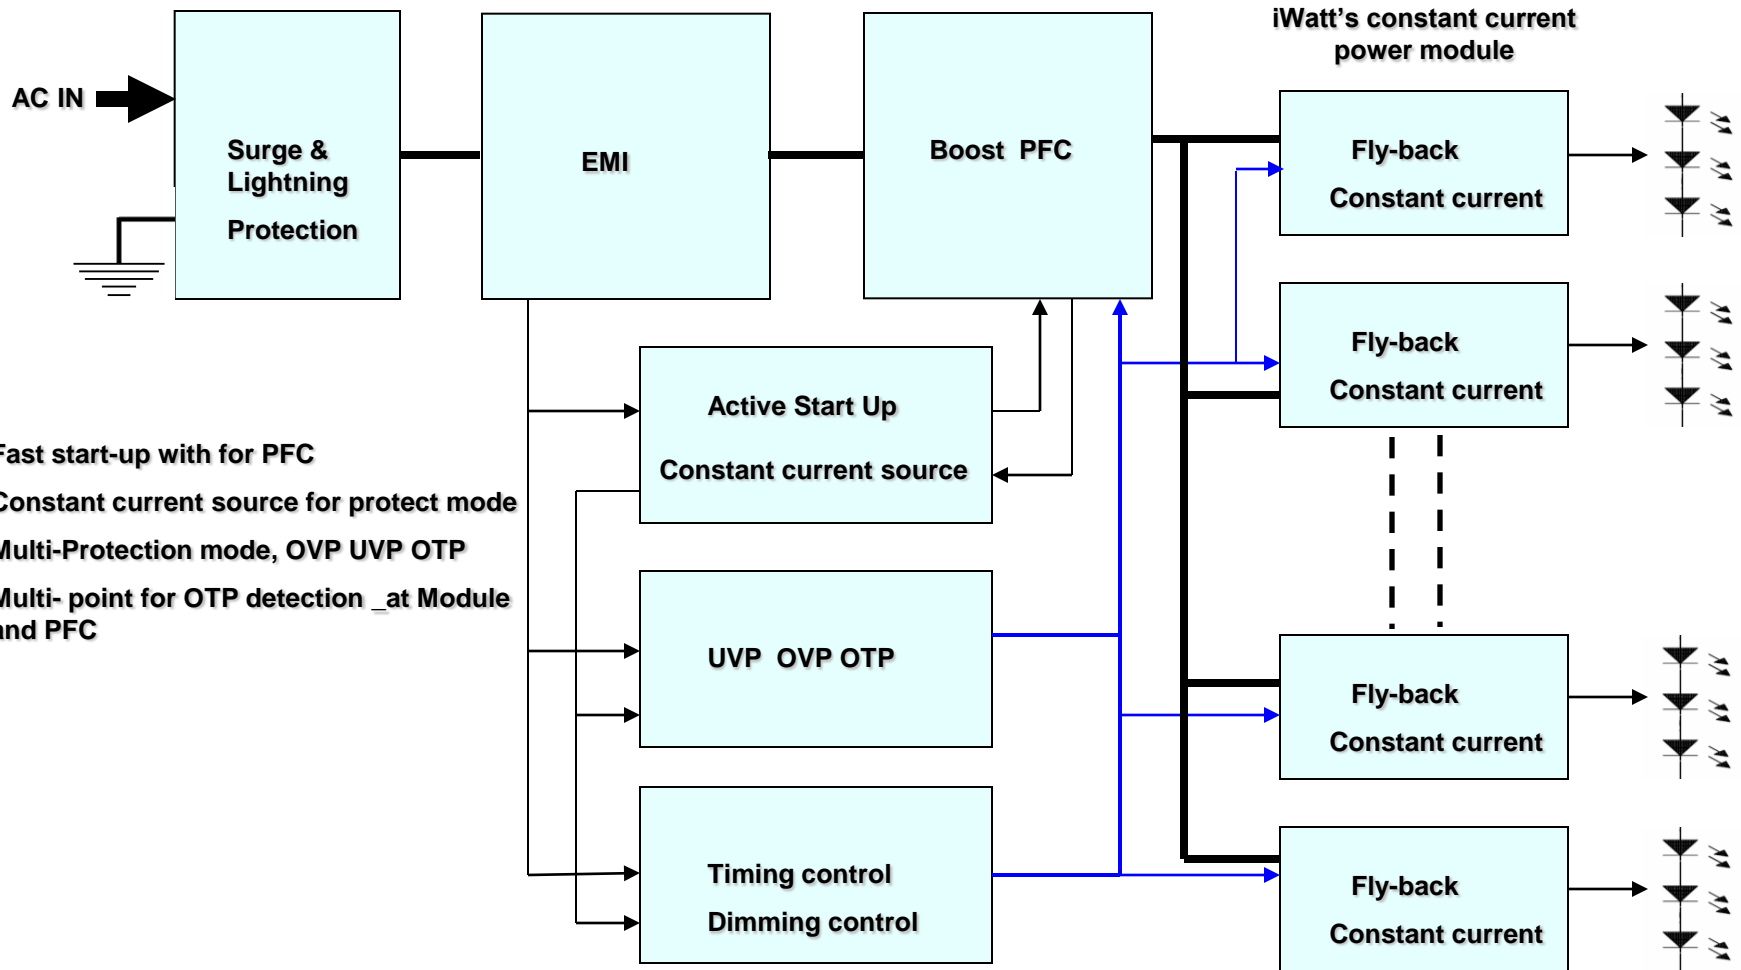 iWatt's constant current
power module
AC IN
Surge &
Lightning
Protection
EMI
Boost PFC
Fly-back
Constant current
Fly-back
Constant current
Active Start Up
Constant current source
Fast start-up with for PFC
Constant current source for protect mode
Multi-Protection mode, OVP UVP OTP
Multi- point for OTP detection _at Module
and PFC
UVP OVP OTP
Fly-back
Constant current
Timing control
Dimming control
Fly-back
Constant current